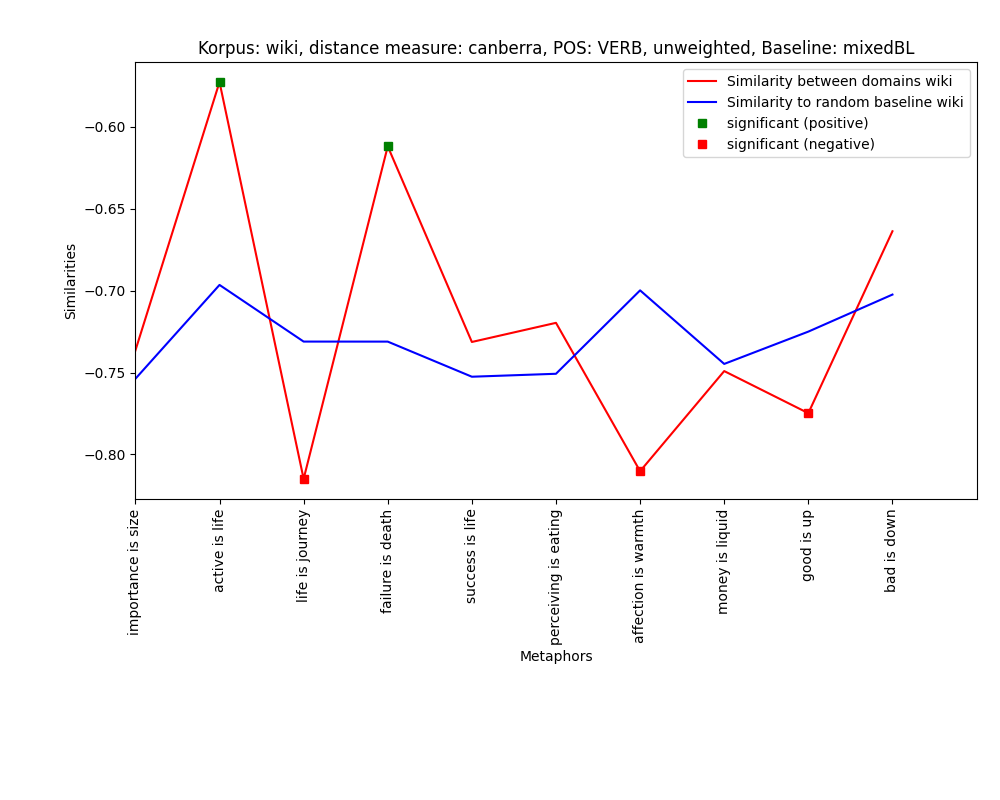 Korpus: wiki, distance measure: canberra, POS: VERB, unweighted, Baseline: mixedBL
Similarity between domains wiki
Similarity to random baseline wiki
significant (positive)
significant (negative)
−0.60
−0.65
−0.70
−0.75
−0.80
Similarities
importance is size
active is life
life is journey
failure is death
success is life
perceiving is eating
affection is warmth
money is liquid
good is up
bad is down
Metaphors